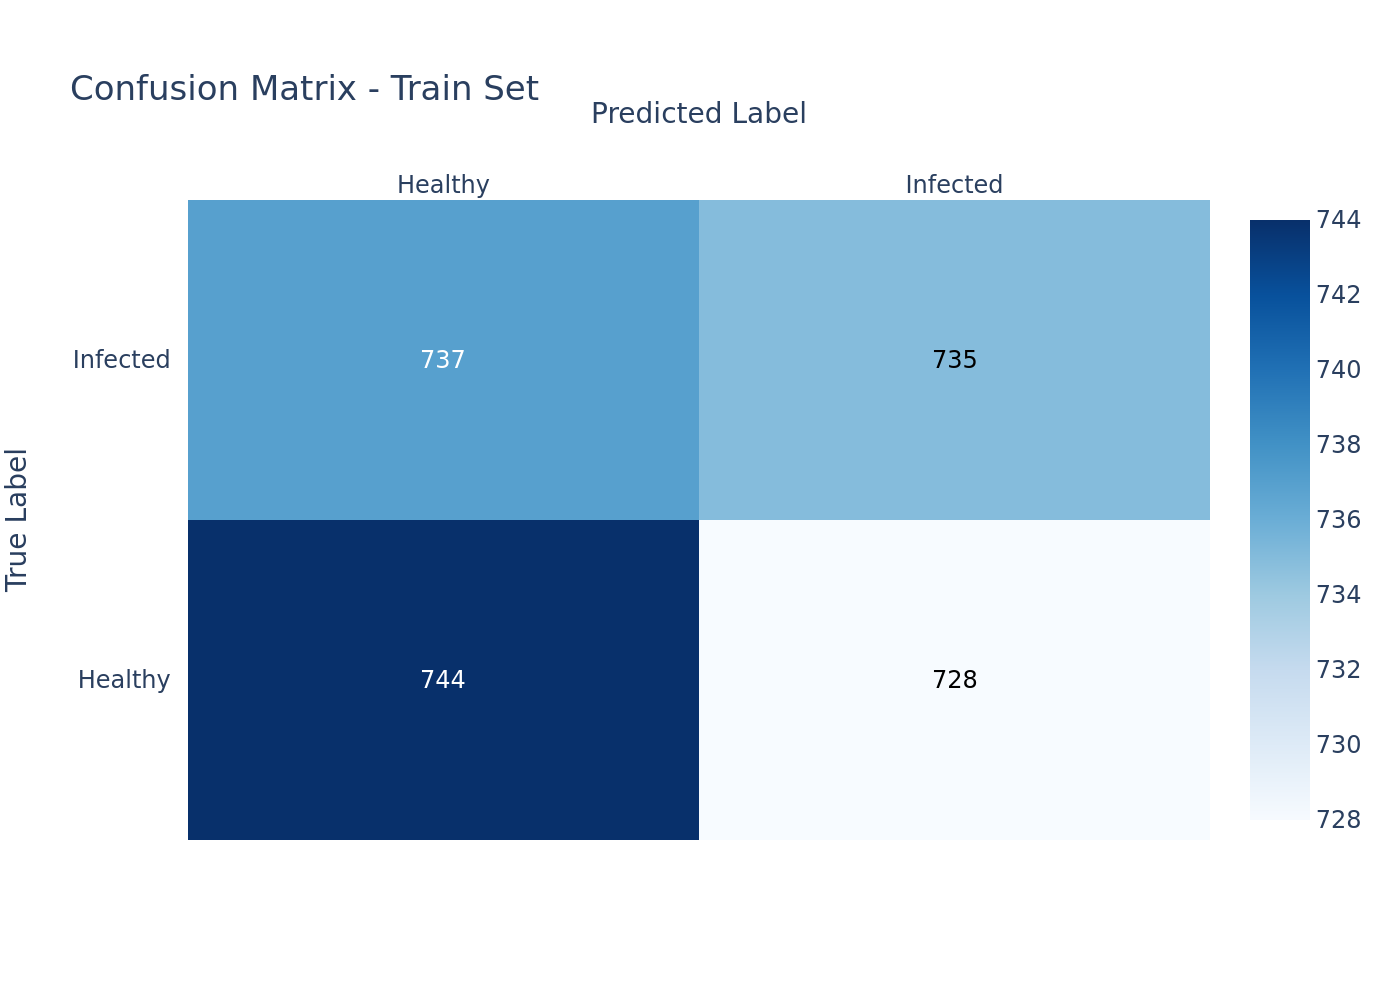 Confusion Matrix - Train Set
Predicted Label
Healthy Infected
Infected 737 735
True Label
Healthy 744 728
744
742
740
738
736
734
732
730
728